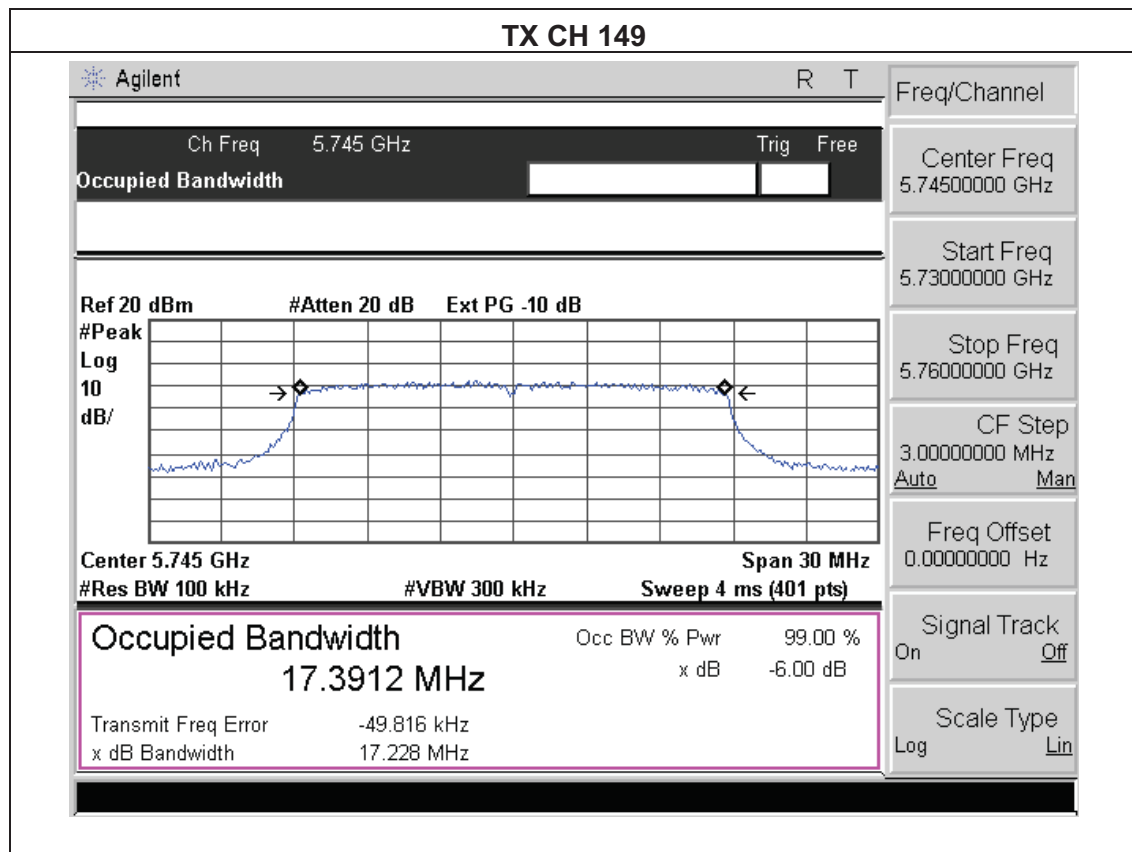 TX CH 149
Agilent R T
Ch Freq 5.745 GHz Trig Free
Occupied Bandwidth
Ref 20 dBm #Atten 20 dB Ext PG -10 dB
#Peak
Log
10
dB/
Center 5.745 GHz Span 30 MHz
#Res BW 100 kHz #VBW 300 kHz Sweep 4 ms (401 pts)
Occupied Bandwidth Occ BW % Pwr 99.00 %
17.3912 MHz x dB -6.00 dB
Transmit Freq Error -49.816 kHz
x dB Bandwidth 17.228 MHz
Freq/Channel
Center Freq
5.74500000 GHz
Start Freq
5.73000000 GHz
Stop Freq
5.76000000 GHz
CF Step
3.00000000 MHz
Auto Man
Freq Offset
0.00000000 Hz
Signal Track
On Off
Scale Type
Log Lin